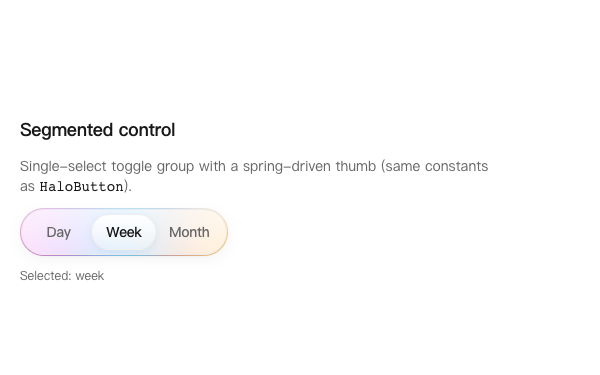 Segmented control
Single-select toggle group with a spring-driven thumb (same constants
as HaloButton).
Day Week Month
Selected: week